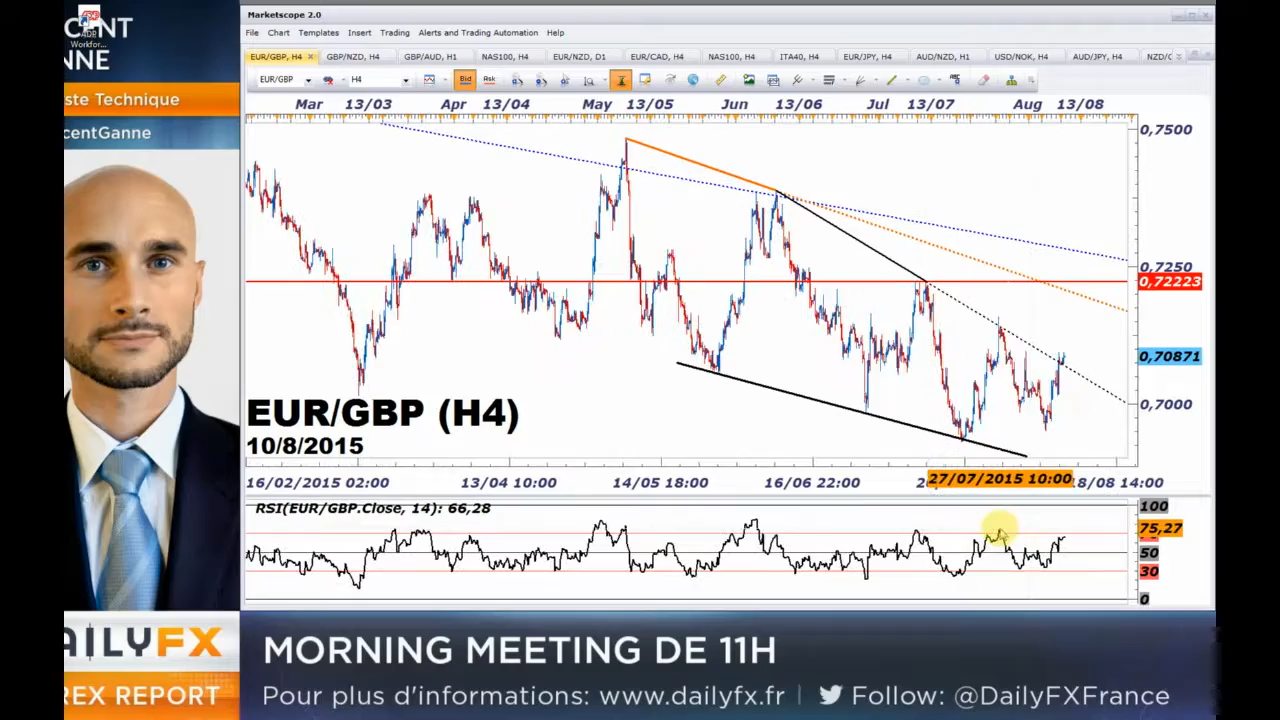 CENT
NNE
ADP
Workfor...
ste Technique
centGanne
Marketscope 2.0
File Chart Templates Insert Trading Alerts and Trading Automation Help
EUR/GBP, H4 GBP/NZD, H4 GBP/AUD, H1 NAS100, H4 EUR/NZD, D1 EUR/CAD, H4 NAS100, H4 ITA40, H4 EUR/JPY, H4 AUD/NZD, H1 USD/NOK, H4 AUD/JPY, H4 NZD/
EUR/GBP H4 Bid Ask
Mar 13/03 Apr 13/04 May 13/05 Jun 13/06 Jul 13/07 Aug 13/08
0,7500
0,7250
0,72223
0,70871
0,7000
EUR/GBP (H4)
10/8/2015
16/02/2015 02:00 13/04 10:00 14/05 18:00 16/06 22:00 27/07/2015 10:00 18/08 14:00
RSI(EUR/GBP.Close, 14): 66,28
100
75,27
50
30
0
AILYFX
REX REPORT
MORNING MEETING DE 11H
Pour plus d'informations: www.dailyfx.fr | Follow: @DailyFXFrance